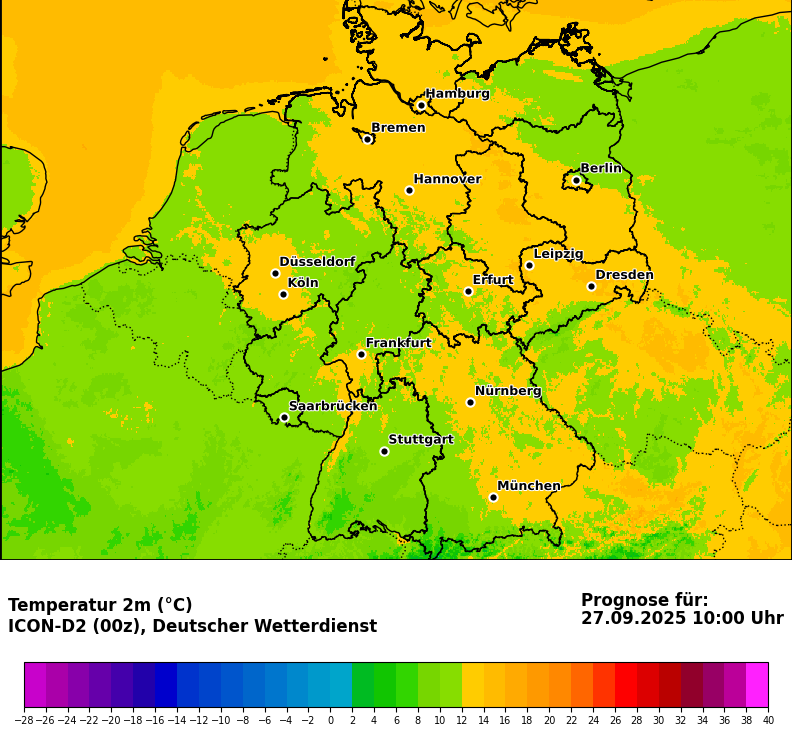 Hamburg
Bremen
Berlin
Hannover
Leipzig
Düsseldorf
Dresden
Köln
Erfurt
Frankfurt
Nürnberg
Saarbrücken
Stuttgart
München
Temperatur 2m (°C)
ICON-D2 (00z), Deutscher Wetterdienst
Prognose für:
27.09.2025 10:00 Uhr
−28 −26 −24 −22 −20 −18 −16 −14 −12 −10 −8 −6 −4 −2 0 2 4 6 8 10 12 14 16 18 20 22 24 26 28 30 32 34 36 38 40